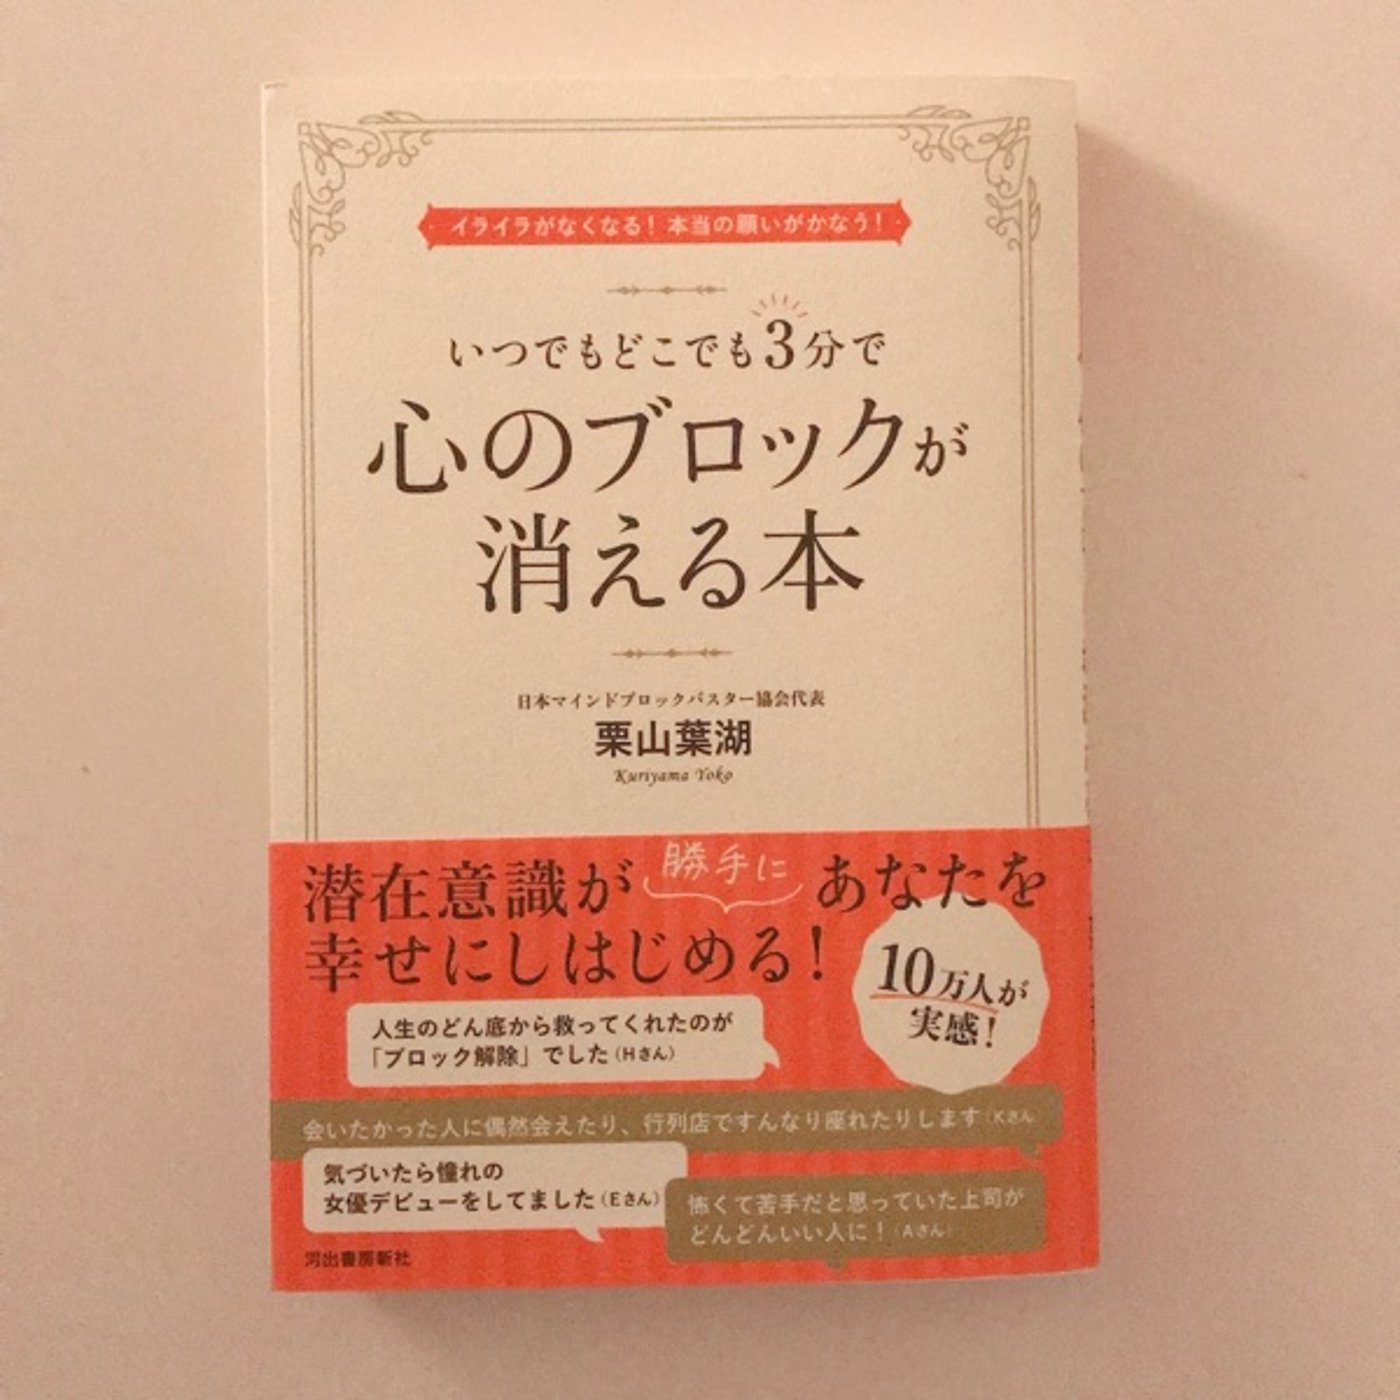 イライラがなくなる！本当の願いがかなう！
いつでもどこでも3分で
心のブロックが
消える本
日本マインドブロックバスター協会代表
栗山葉湖
Kuriyama Yoko
潜在意識が勝手にあなたを
幸せにしはじめる！
10万人が
実感！
人生のどん底から救ってくれたのが
「ブロック解除」でした（Hさん）
会いたかった人に偶然会えたり、行列店ですんなり座れたりします（Kさん）
気づいたら憧れの
女優デビューをしてました（Eさん）
怖くて苦手だと思っていた上司が
どんどんいい人に！（Aさん）
河出書房新社